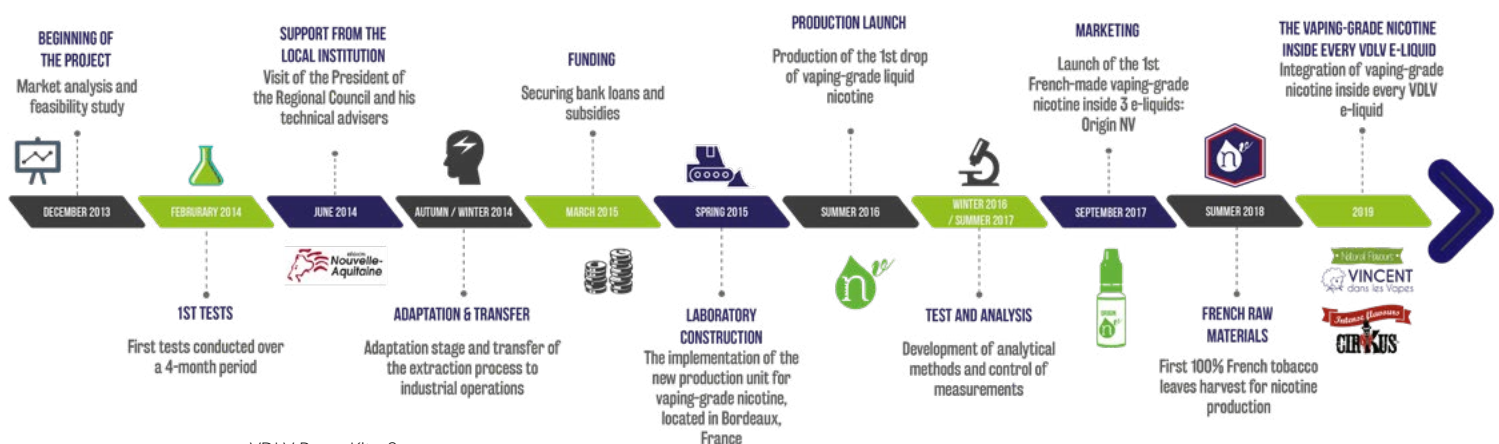 BEGINNING OF
THE PROJECT
Market analysis and
feasibility study
DECEMBER 2013
FEBRURARY 2014
1ST TESTS
First tests conducted over
a 4-month period
SUPPORT FROM THE
LOCAL INSTITUTION
Visit of the President of
the Regional Council and his
technical advisers
JUNE 2014
RÉGION
Nouvelle-
Aquitaine
AUTUMN / WINTER 2014
ADAPTATION & TRANSFER
Adaptation stage and transfer of
the extraction process to
industrial operations
FUNDING
Securing bank loans and
subsidies
MARCH 2015
SPRING 2015
LABORATORY
CONSTRUCTION
The implementation of the
new production unit for
vaping-grade nicotine,
located in Bordeaux,
France
PRODUCTION LAUNCH
Production of the 1st drop
of vaping-grade liquid
nicotine
SUMMER 2016
n v
WINTER 2016
/ SUMMER 2017
TEST AND ANALYSIS
Development of analytical
methods and control of
measurements
MARKETING
Launch of the 1st
French-made vaping-grade
nicotine inside 3 e-liquids:
Origin NV
SEPTEMBER 2017
ORIGIN
n v
n v
SUMMER 2018
FRENCH RAW
MATERIALS
First 100% French tobacco
leaves harvest for nicotine
production
THE VAPING-GRADE NICOTINE
INSIDE EVERY VDLV E-LIQUID
Integration of vaping-grade
nicotine inside every VDLV
e-liquid
2019
Natural Flavours
VINCENT
dans les Vapes
Intense flavours
CIRKUS